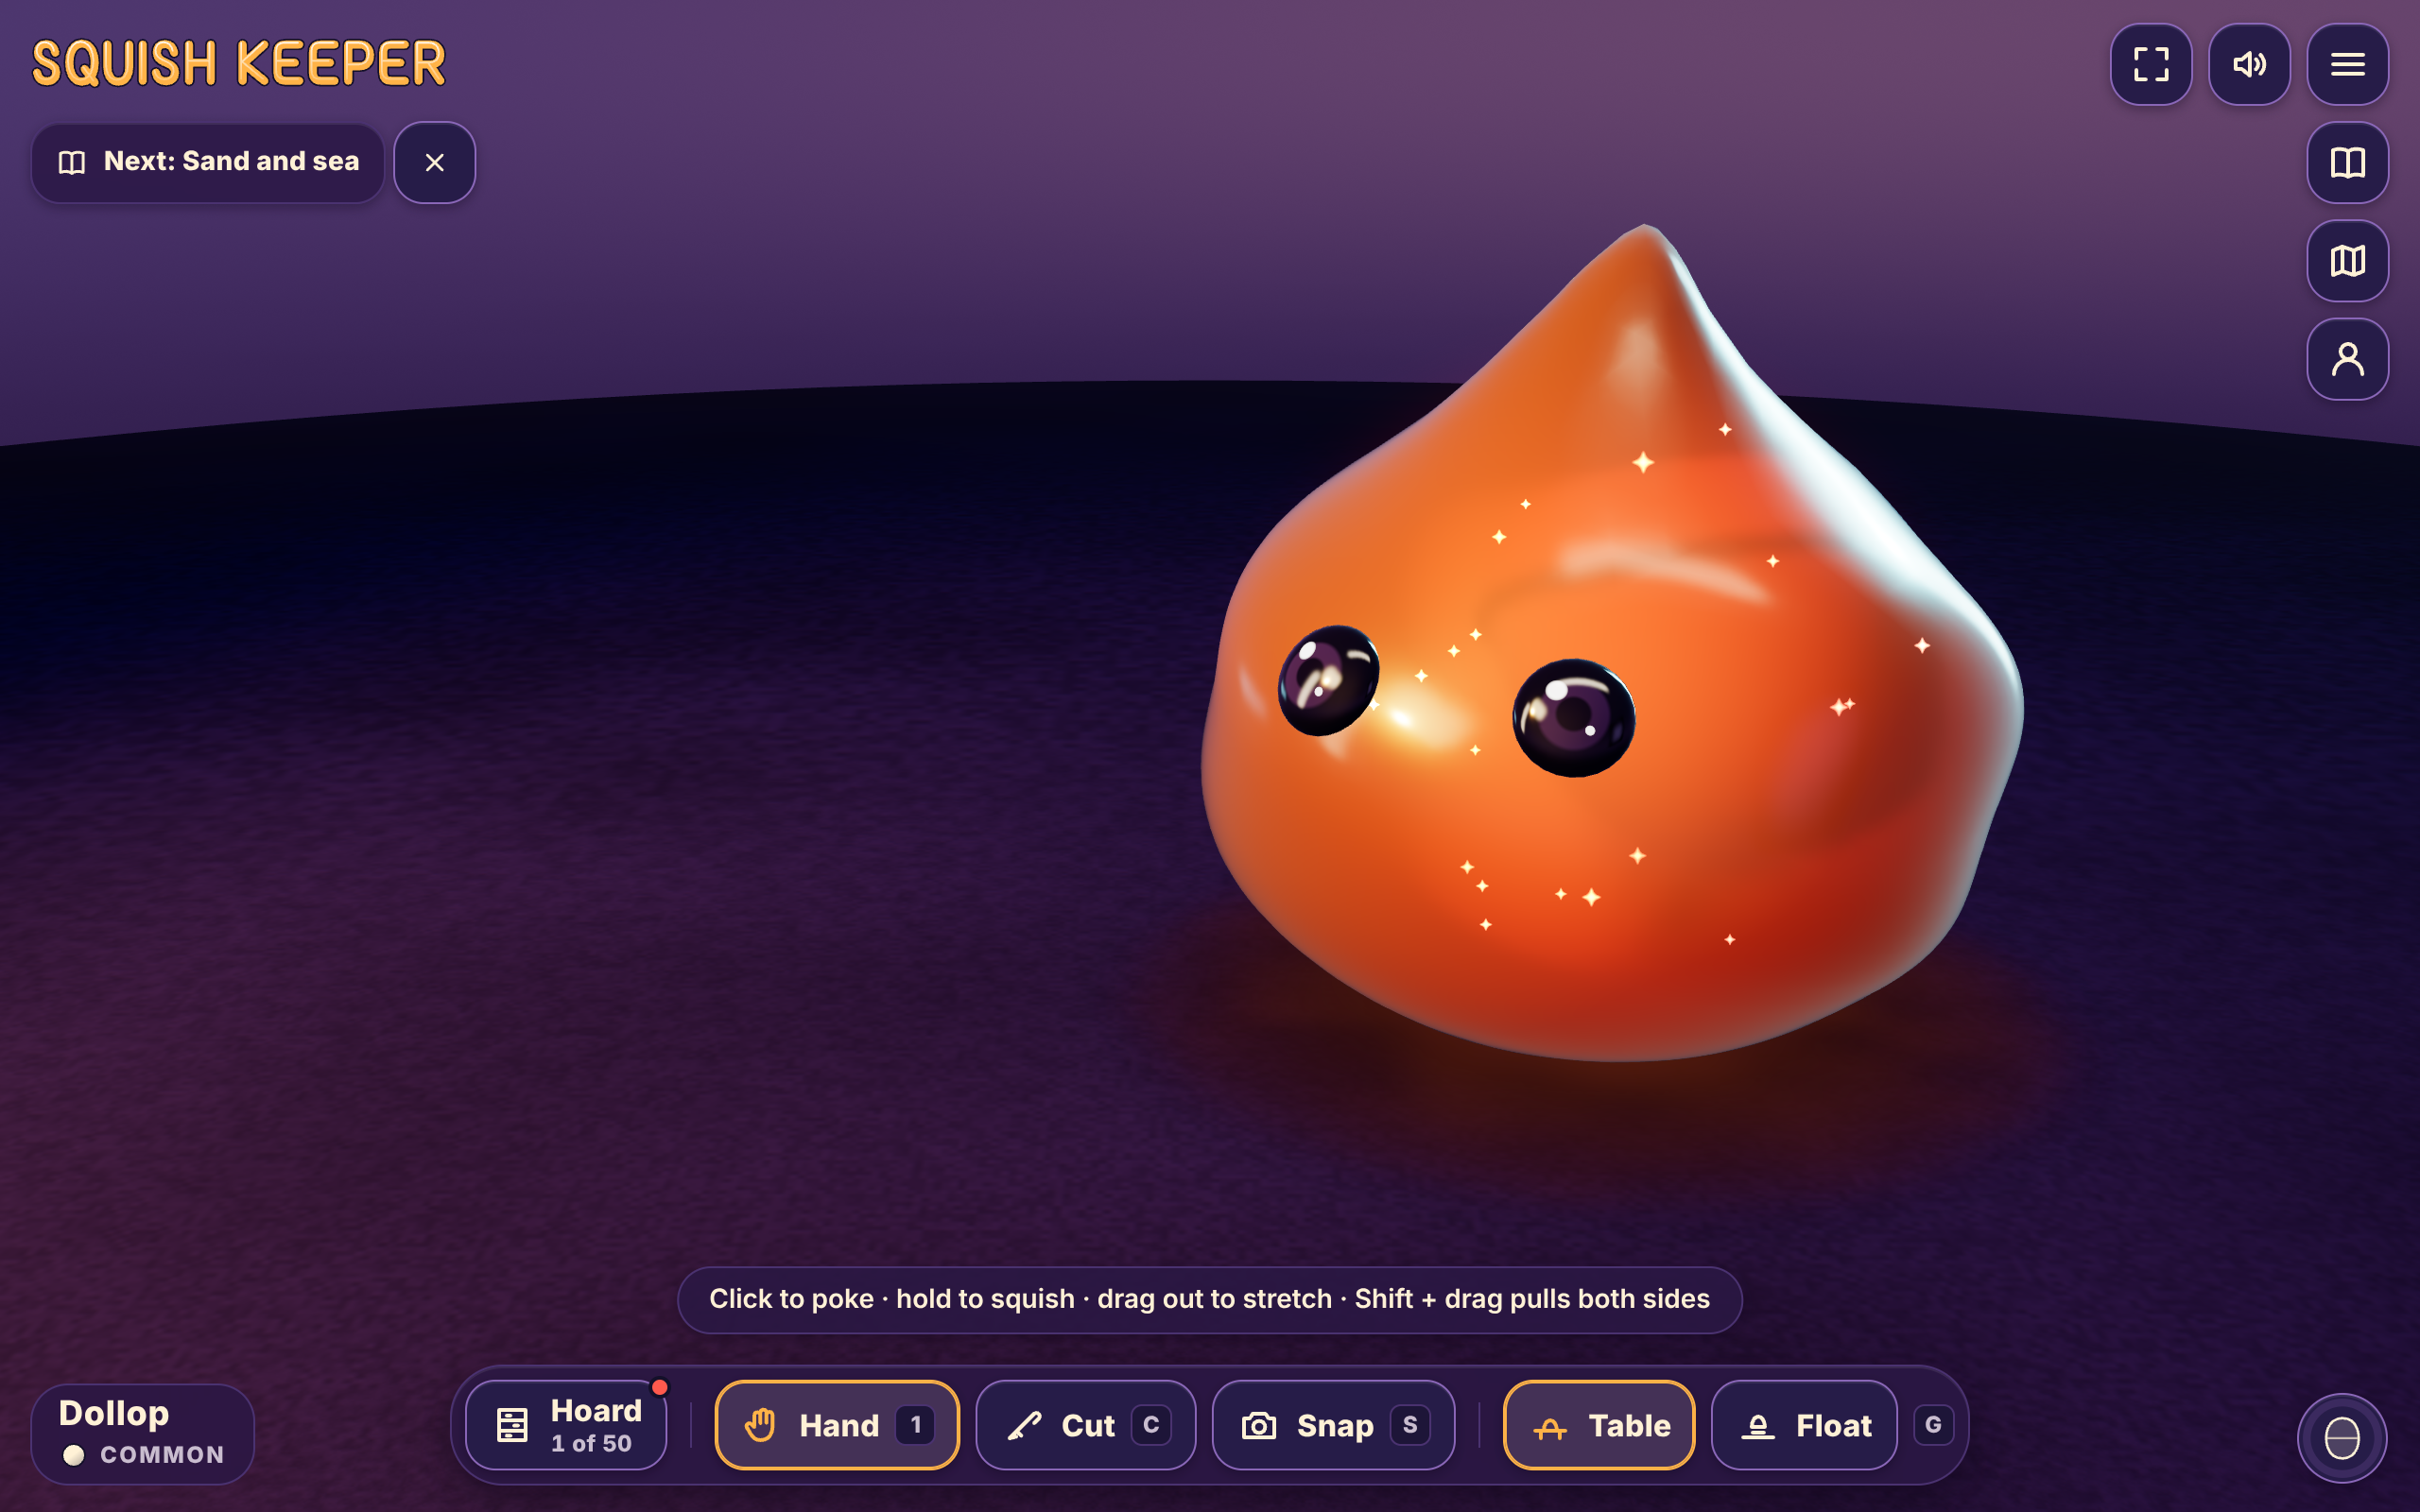 SQUISH KEEPER
Next: Sand and sea
Click to poke · hold to squish · drag out to stretch · Shift + drag pulls both sides
Dollop
COMMON
Hoard
1 of 50
Hand 1
Cut C
Snap S
Table
Float G